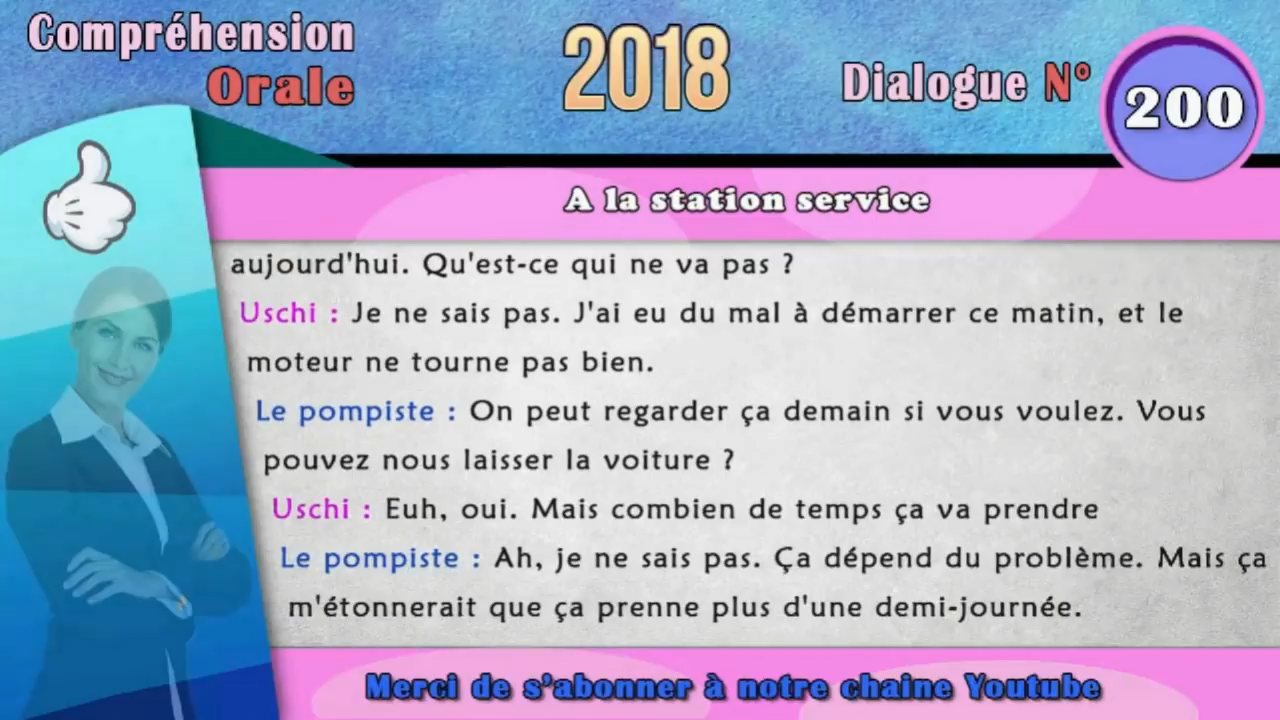 Compréhension
Orale
2018
Dialogue N°
200
A la station service
aujourd'hui. Qu'est-ce qui ne va pas ?
Uschi : Je ne sais pas. J'ai eu du mal à démarrer ce matin, et le
moteur ne tourne pas bien.
Le pompiste : On peut regarder ça demain si vous voulez. Vous
pouvez nous laisser la voiture ?
Uschi : Euh, oui. Mais combien de temps ça va prendre
Le pompiste : Ah, je ne sais pas. Ça dépend du problème. Mais ça
m'étonnerait que ça prenne plus d'une demi-journée.
Merci de s'abonner à notre chaine Youtube